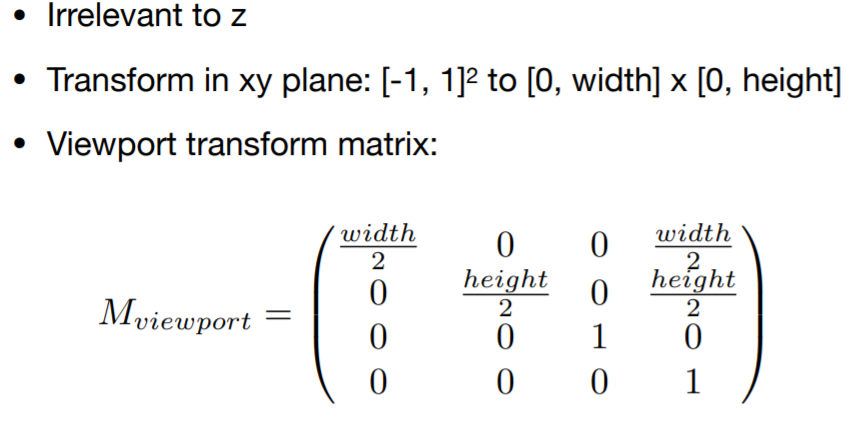 • Irrelevant to z
• Transform in xy plane: [-1, 1]² to [0, width] x [0, height]
• Viewport transform matrix:
$M_{viewport} = \begin{pmatrix} \frac{width}{2} & 0 & 0 & \frac{width}{2} \\ 0 & \frac{height}{2} & 0 & \frac{height}{2} \\ 0 & 0 & 1 & 0 \\ 0 & 0 & 0 & 1 \end{pmatrix}$